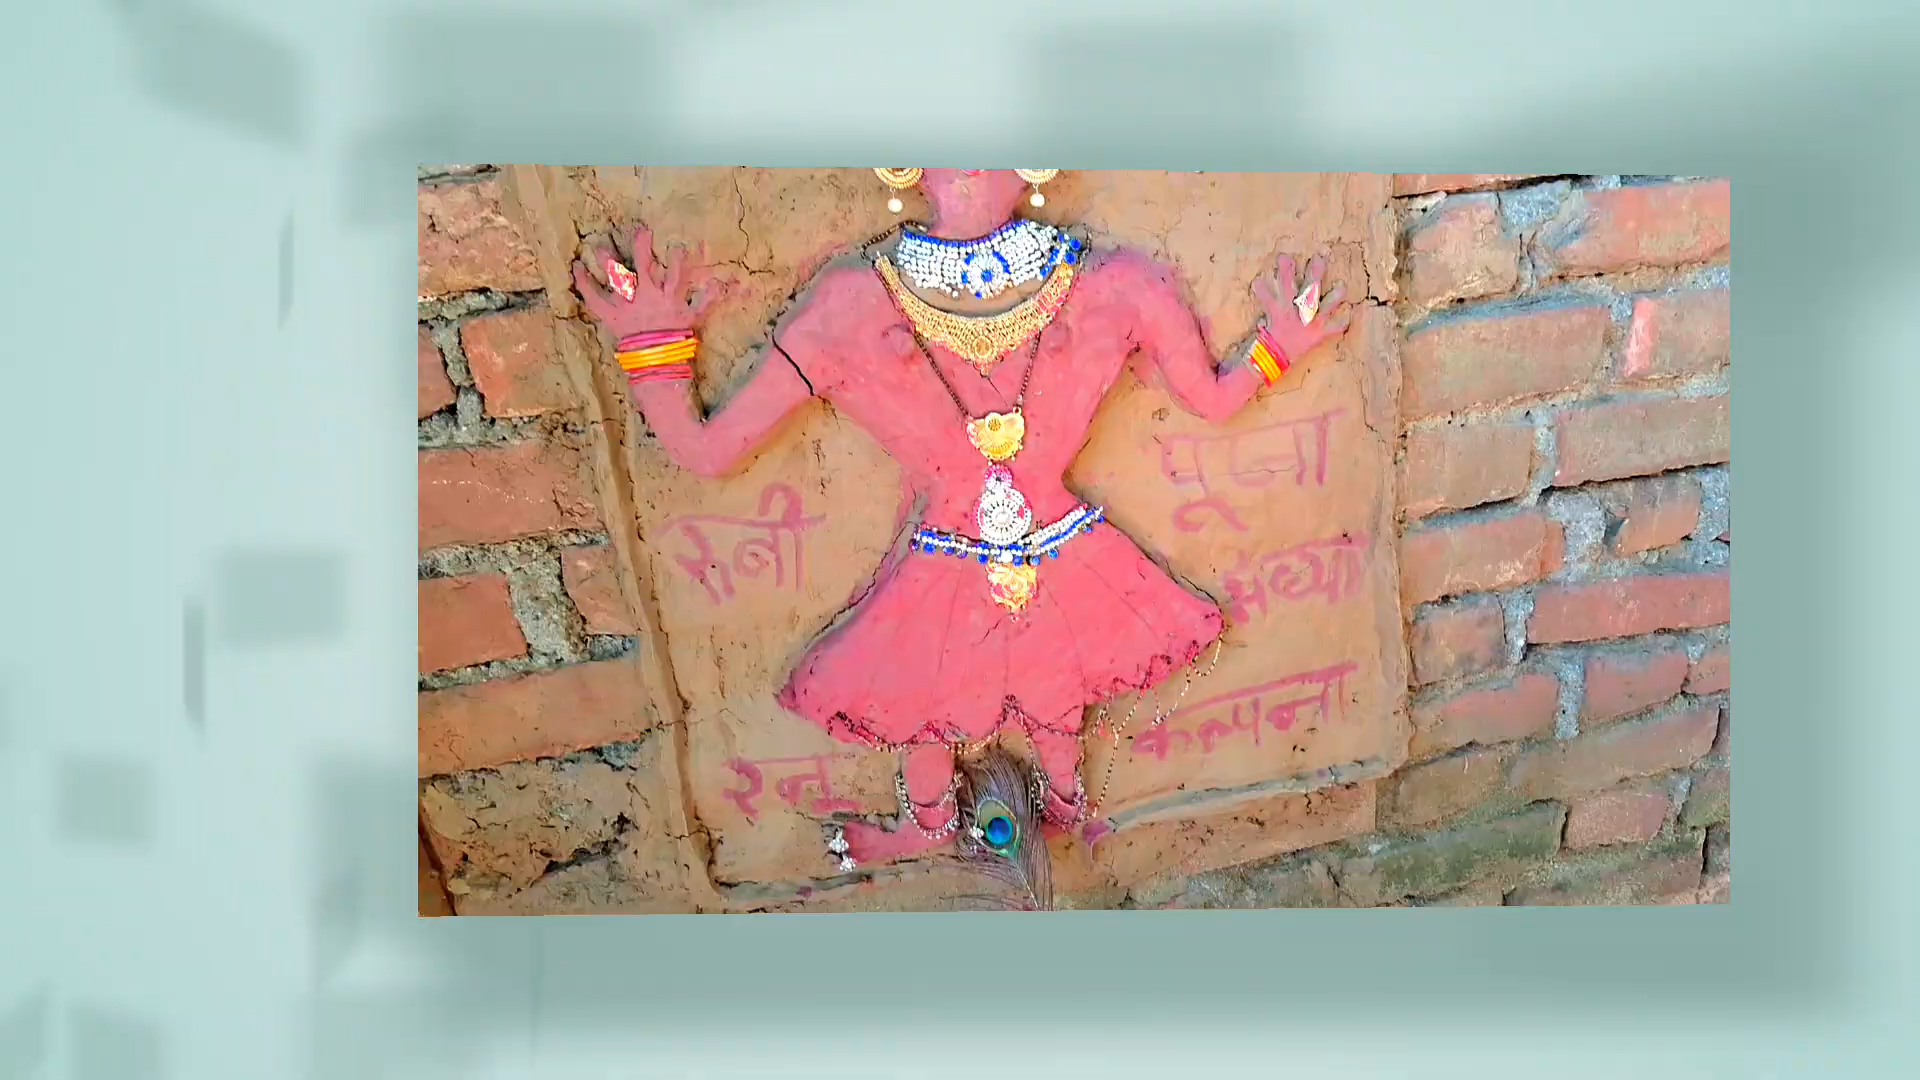 पूजा
रुबी
संध्या
कल्पना
रनू